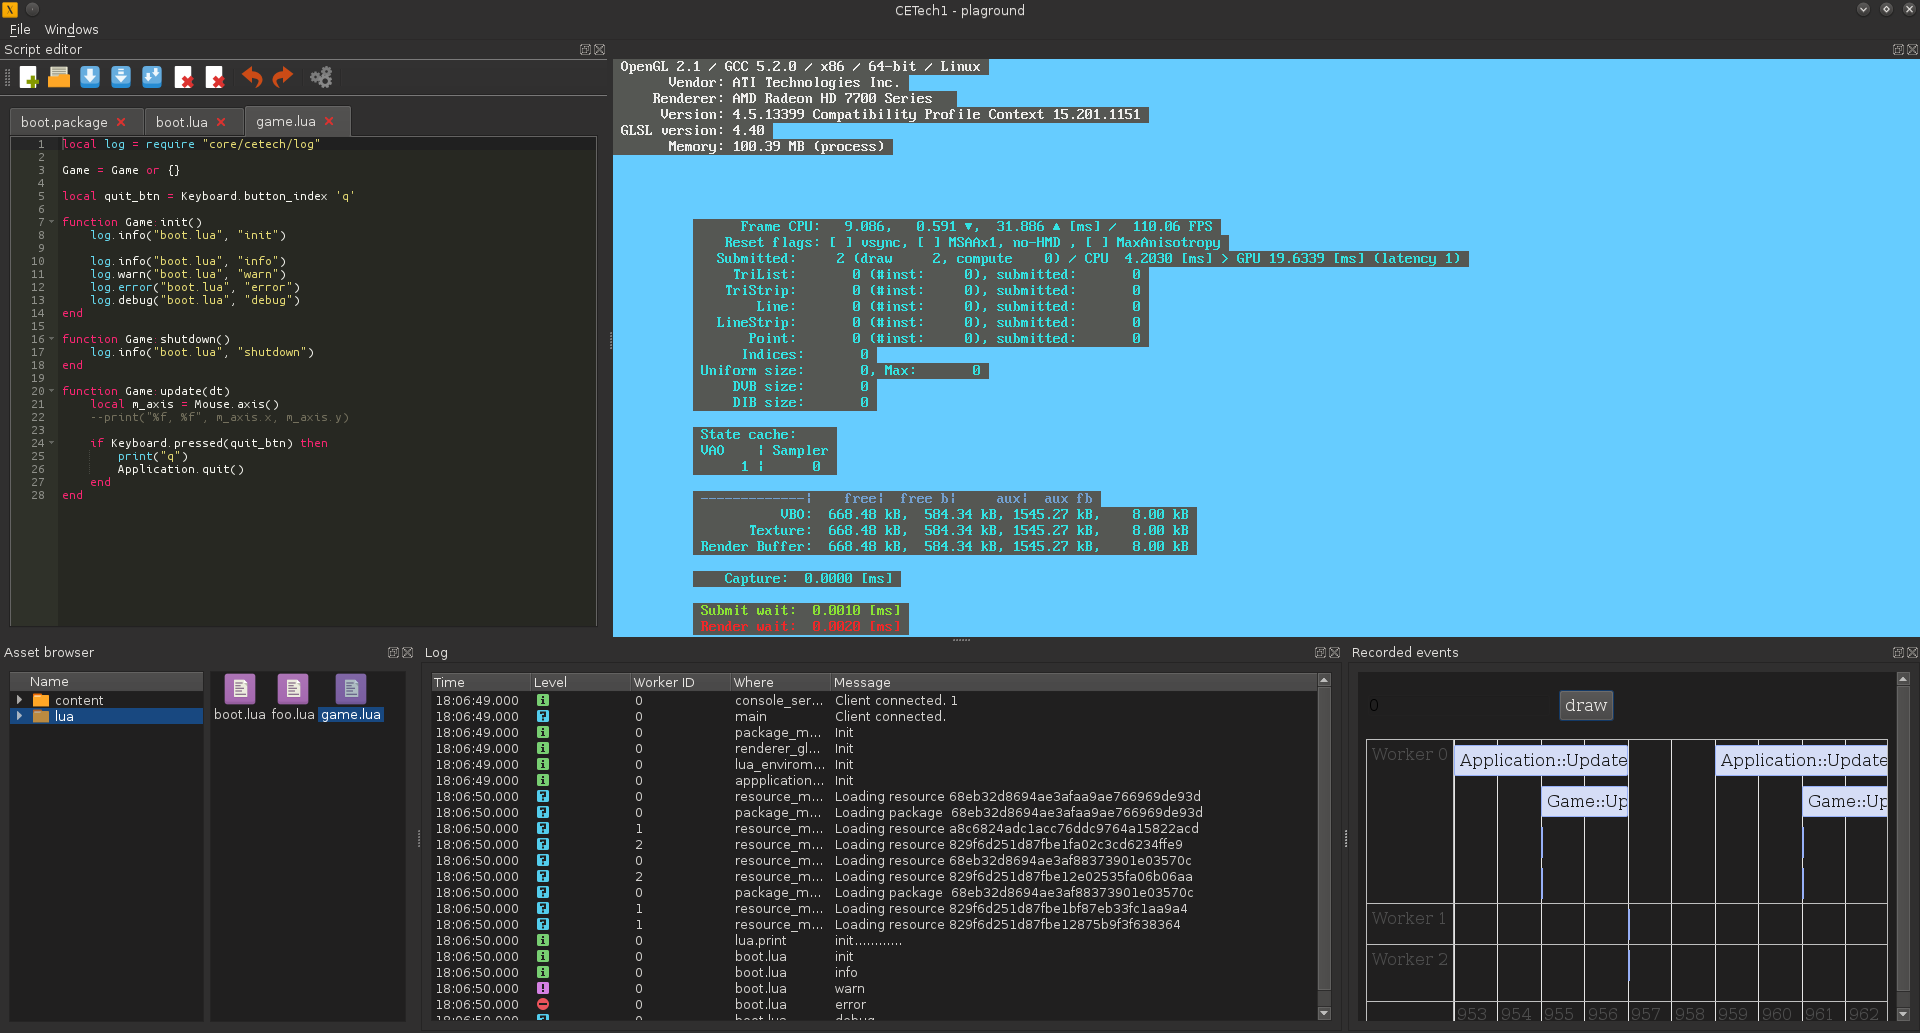 CETech1 - plaground
File Windows
Script editor
boot.package
boot.lua
game.lua
1 local log = require "core/cetech/log"
2
3 Game = Game or {}
4
5 local quit_btn = Keyboard.button_index 'q'
6
7 function Game.init()
8 log.info("boot.lua", "init")
9
10 log.info("boot.lua", "info")
11 log.warn("boot.lua", "warn")
12 log.error("boot.lua", "error")
13 log.debug("boot.lua", "debug")
14 end
15
16 function Game.shutdown()
17 log.info("boot.lua", "shutdown")
18 end
19
20 function Game.update(dt)
21 local m_axis = Mouse.axis()
22 --print("%f, %f", m_axis.x, m_axis.y)
23
24 if Keyboard.pressed(quit_btn) then
25 print("q")
26 Application.quit()
27 end
28 end
OpenGL 2.1 / GCC 5.2.0 / x86 / 64-bit / Linux
Vendor: ATI Technologies Inc.
Renderer: AMD Radeon HD 7700 Series
Version: 4.5.13399 Compatibility Profile Context 15.201.1151
GLSL version: 4.40
Memory: 100.39 MB (process)
Frame CPU: 9.086, 0.591 ▼, 31.886 ▲ [ms] / 110.06 FPS
Reset flags: [ ] vsync, [ ] MSAAx1, no-HMD , [ ] MaxAnisotropy
Submitted: 2 (draw 2, compute 0) / CPU 4.2030 [ms] > GPU 19.6339 [ms] (latency 1)
TriList: 0 (#inst: 0), submitted: 0
TriStrip: 0 (#inst: 0), submitted: 0
Line: 0 (#inst: 0), submitted: 0
LineStrip: 0 (#inst: 0), submitted: 0
Point: 0 (#inst: 0), submitted: 0
Indices: 0
Uniform size: 0, Max: 0
DVB size: 0
DIB size: 0
State cache:
VAO | Sampler
1 | 0
-------------| free| free b| aux| aux fb
VBO: 668.48 kB, 584.34 kB, 1545.27 kB, 8.00 kB
Texture: 668.48 kB, 584.34 kB, 1545.27 kB, 8.00 kB
Render Buffer: 668.48 kB, 584.34 kB, 1545.27 kB, 8.00 kB
Capture: 0.0000 [ms]
Submit wait: 0.0010 [ms]
Render wait: 0.0020 [ms]
Asset browser
Name
content
lua
boot.lua foo.lua game.lua
Log
Time Level Worker ID Where Message
18:06:49.000 0 console_ser... Client connected. 1
18:06:49.000 0 main Client connected.
18:06:49.000 0 package_m... Init
18:06:49.000 0 renderer_gl... Init
18:06:49.000 0 lua_envirom... Init
18:06:49.000 0 appplication... Init
18:06:50.000 0 resource_m... Loading resource 68eb32d8694ae3afaa9ae766969de93d
18:06:50.000 0 package_m... Loading package 68eb32d8694ae3afaa9ae766969de93d
18:06:50.000 1 resource_m... Loading resource a8c6824adc1acc76ddc9764a15822acd
18:06:50.000 2 resource_m... Loading resource 829f6d251d87fbe1fa02c3cd6234ffe9
18:06:50.000 0 resource_m... Loading resource 68eb32d8694ae3af88373901e03570c
18:06:50.000 2 resource_m... Loading resource 829f6d251d87fbe12e02535fa06b06aa
18:06:50.000 0 package_m... Loading package 68eb32d8694ae3af88373901e03570c
18:06:50.000 1 resource_m... Loading resource 829f6d251d87fbe1bf87eb33fc1aa9a4
18:06:50.000 1 resource_m... Loading resource 829f6d251d87fbe12875b9f3f638364
18:06:50.000 0 lua.print init............
18:06:50.000 0 boot.lua init
18:06:50.000 0 boot.lua info
18:06:50.000 0 boot.lua warn
18:06:50.000 0 boot.lua error
18:06:50.000 0 boot.lua debug
Recorded events
0
draw
Worker 0 Application::Update Application::Update
Game::Up Game::Up
Worker 1
Worker 2
953 954 955 956 957 958 959 960 961 962